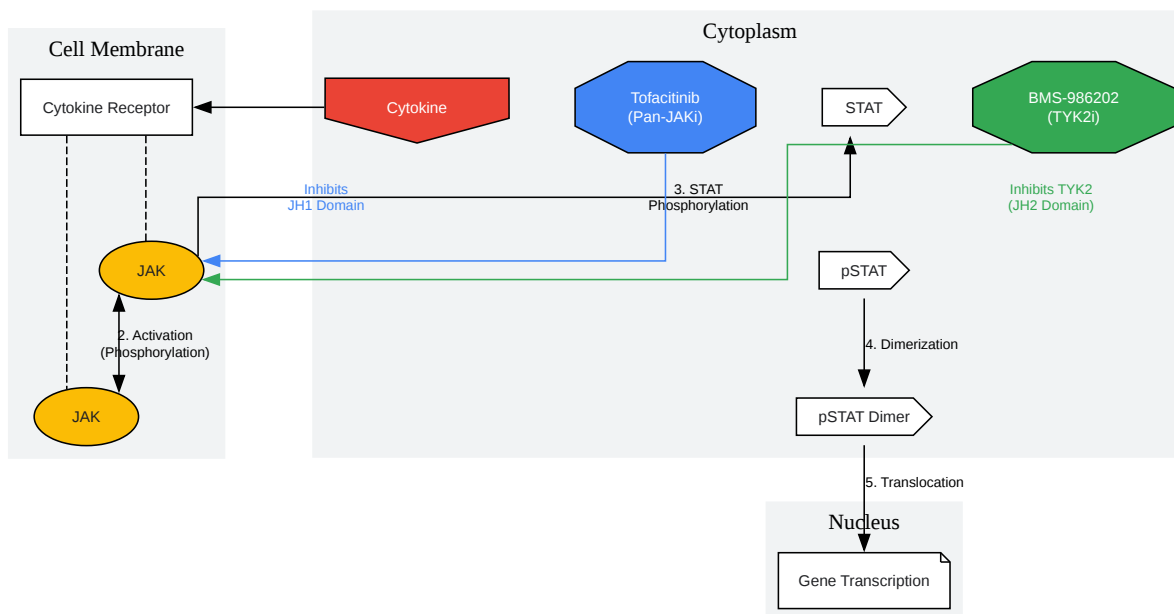 Cell Membrane
Cytoplasm
Cytokine Receptor
Cytokine
Tofacitinib
(Pan-JAKi)
STAT
BMS-986202
(TYK2i)
Inhibits
JH1 Domain
3. STAT
Phosphorylation
Inhibits TYK2
(JH2 Domain)
JAK
pSTAT
2. Activation
(Phosphorylation)
4. Dimerization
JAK
pSTAT Dimer
5. Translocation
Nucleus
Gene Transcription